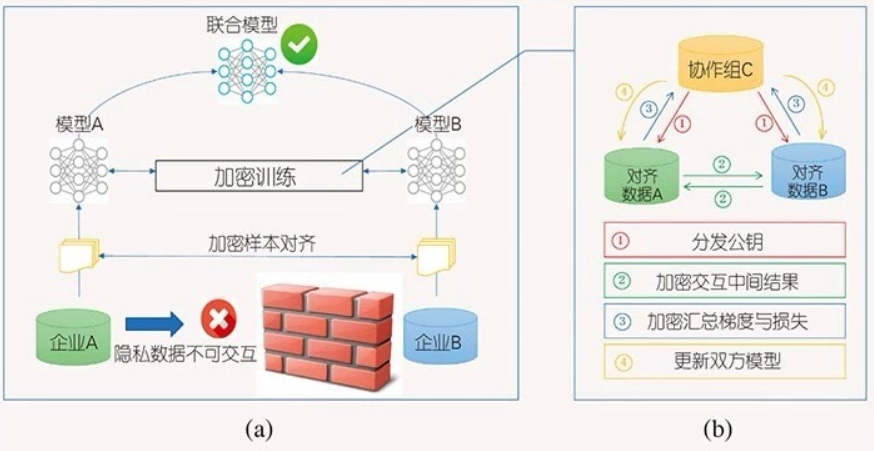 联合模型
模型A
模型B
加密训练
加密样本对齐
企业A
隐私数据不可交互
企业B
(a)
协作组C
④
③
①
①
③
④
对齐
数据A
②
②
对齐
数据B
① 分发公钥
② 加密交互中间结果
③ 加密汇总梯度与损失
④ 更新双方模型
(b)